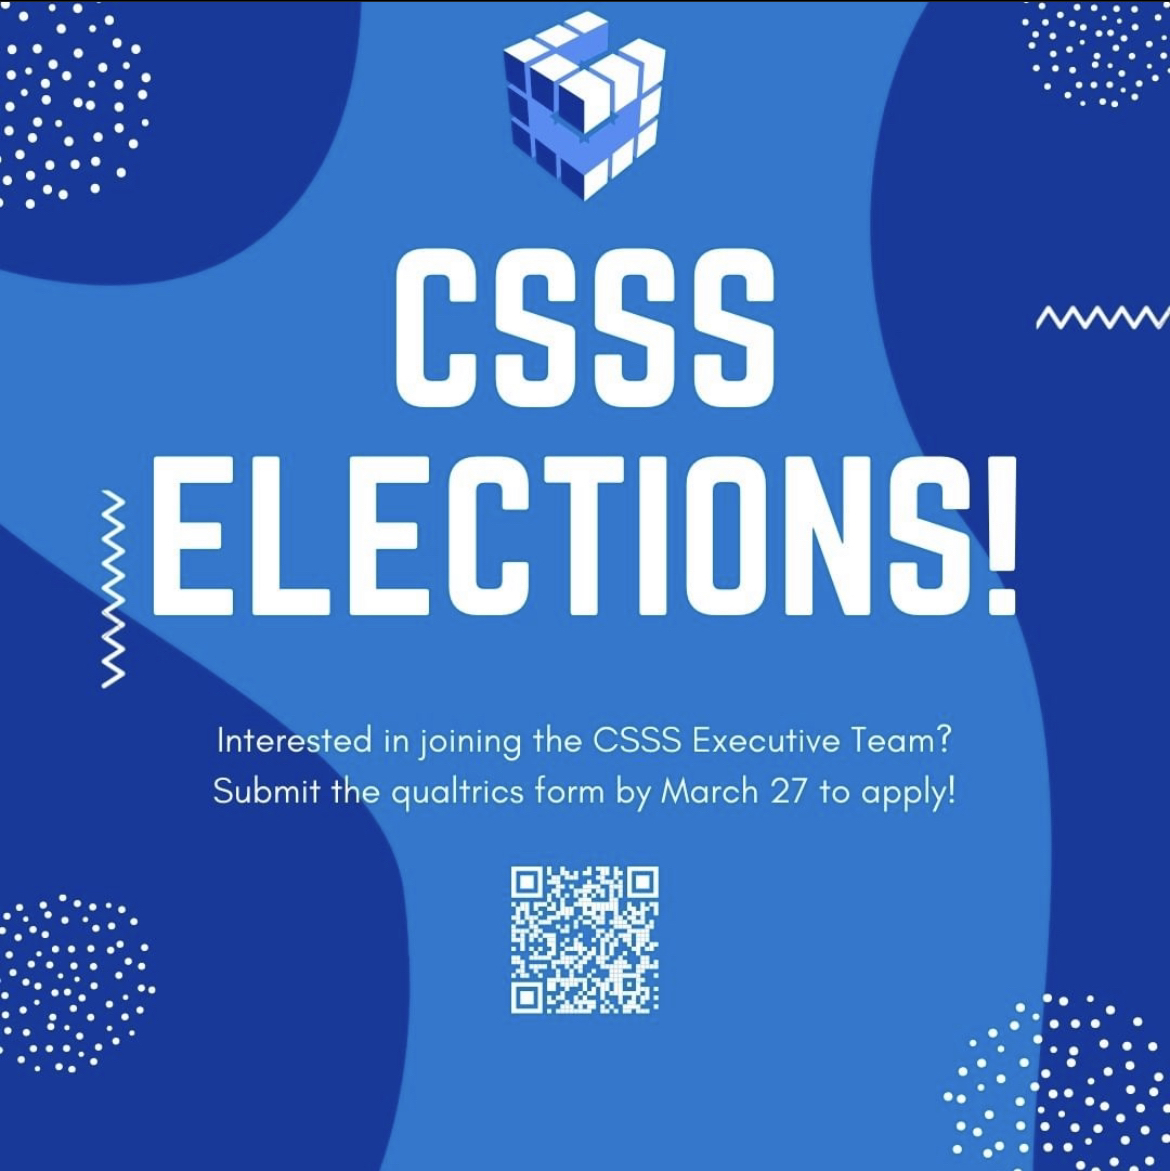 CSSS
ELECTIONS!
Interested in joining the CSSS Executive Team?
Submit the qualtrics form by March 27 to apply!